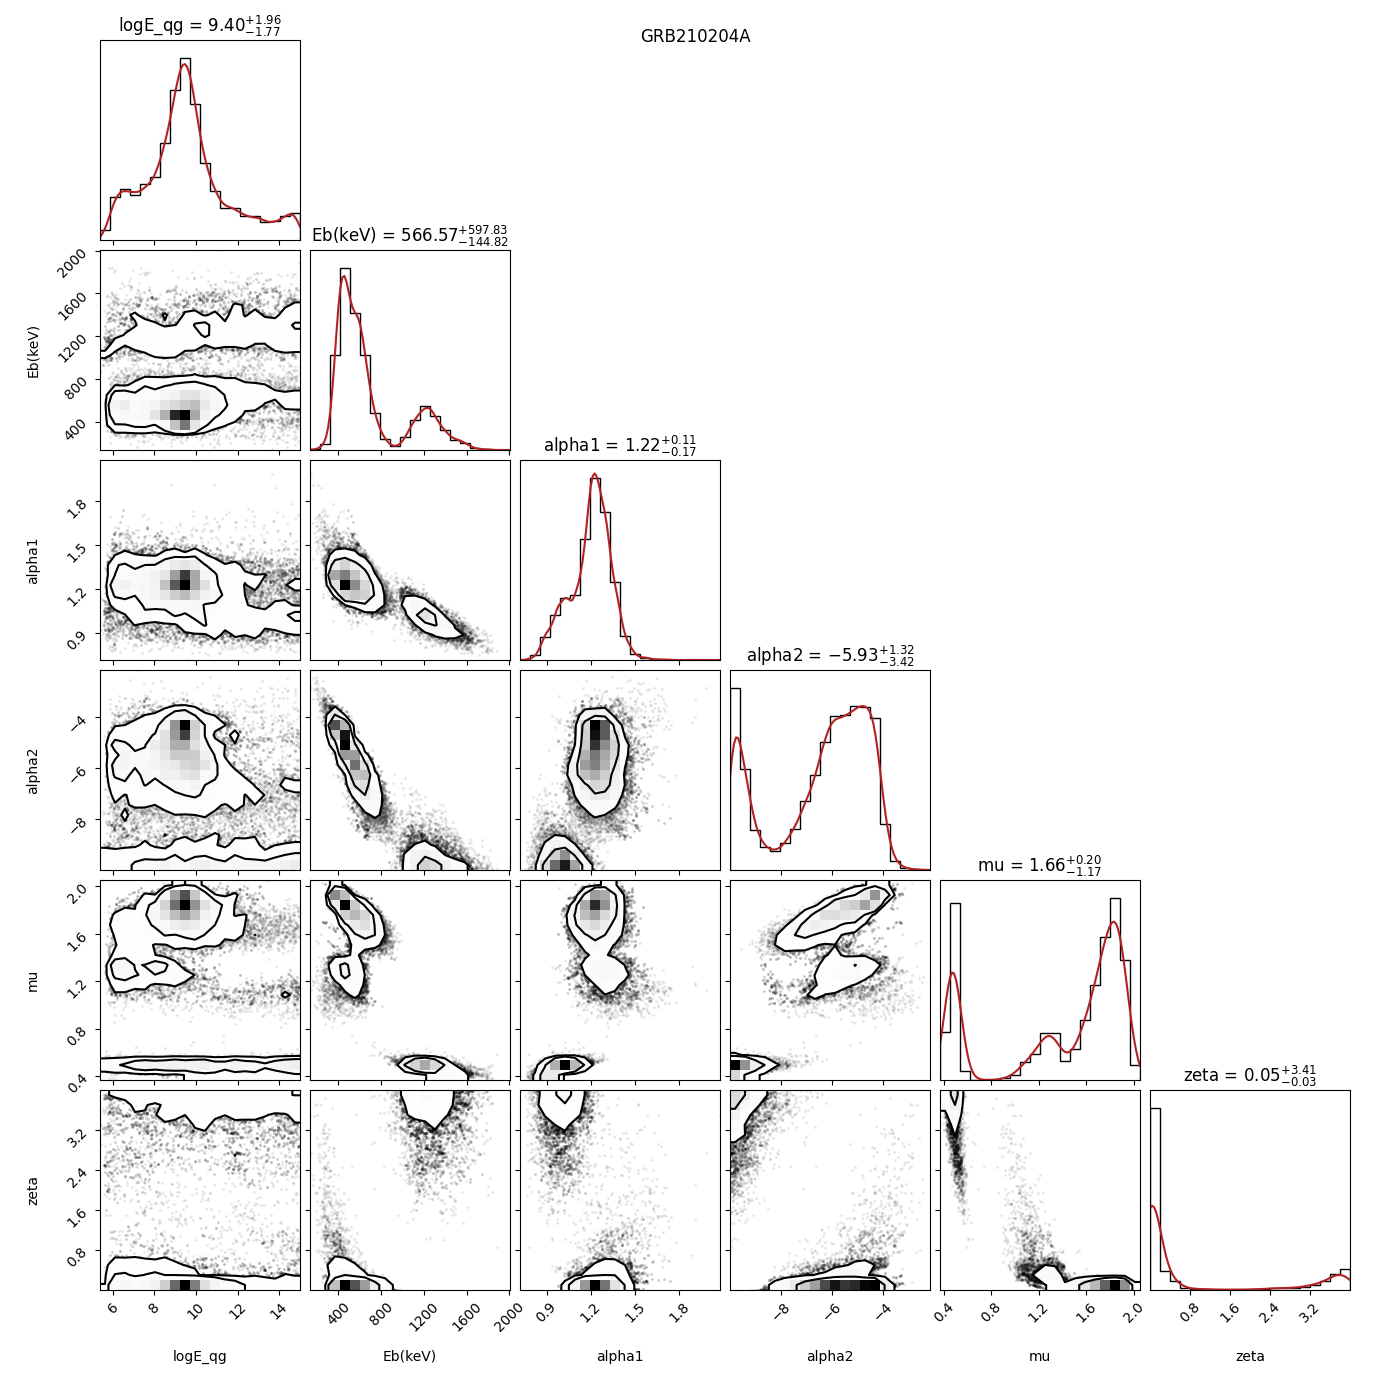 GRB210204A
logE_qg = 9.40 +1.96 −1.77
Eb(keV) = 566.57 +597.83 −144.82
alpha1 = 1.22 +0.11 −0.17
alpha2 = −5.93 +1.32 −3.42
mu = 1.66 +0.20 −1.17
zeta = 0.05 +3.41 −0.03
Eb(keV)
2000
1600
1200
800
400
alpha1
1.8
1.5
1.2
0.9
alpha2
−4
−6
−8
mu
2.0
1.6
1.2
0.8
0.4
zeta
3.2
2.4
1.6
0.8
6 8 10 12 14
400 800 1200 1600 2000
0.9 1.2 1.5 1.8
−8 −6 −4
0.4 0.8 1.2 1.6 2.0
0.8 1.6 2.4 3.2
logE_qg Eb(keV) alpha1 alpha2 mu zeta